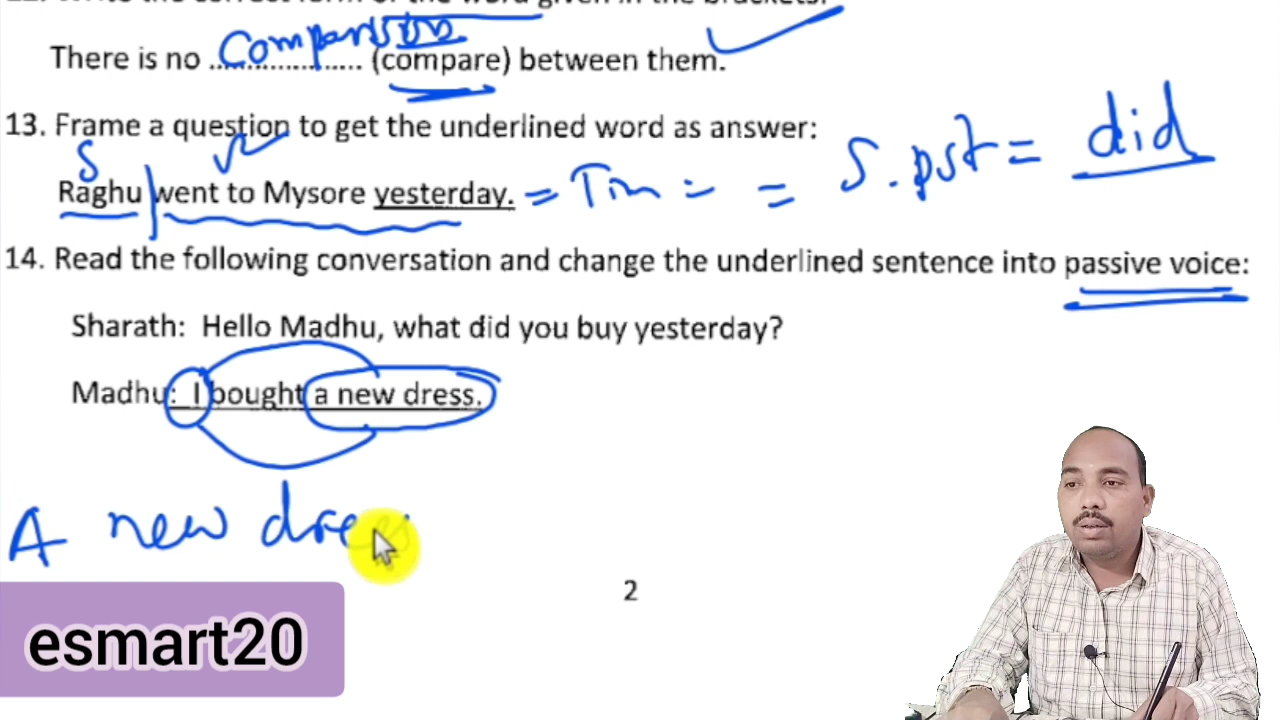 There is no .................... (compare) between them.
Comparision
13. Frame a question to get the underlined word as answer:
S
Raghu went to Mysore yesterday. = Tim = = S.pst = did
14. Read the following conversation and change the underlined sentence into passive voice:
Sharath: Hello Madhu, what did you buy yesterday?
Madhu: I bought a new dress.
A new dress
2
esmart20